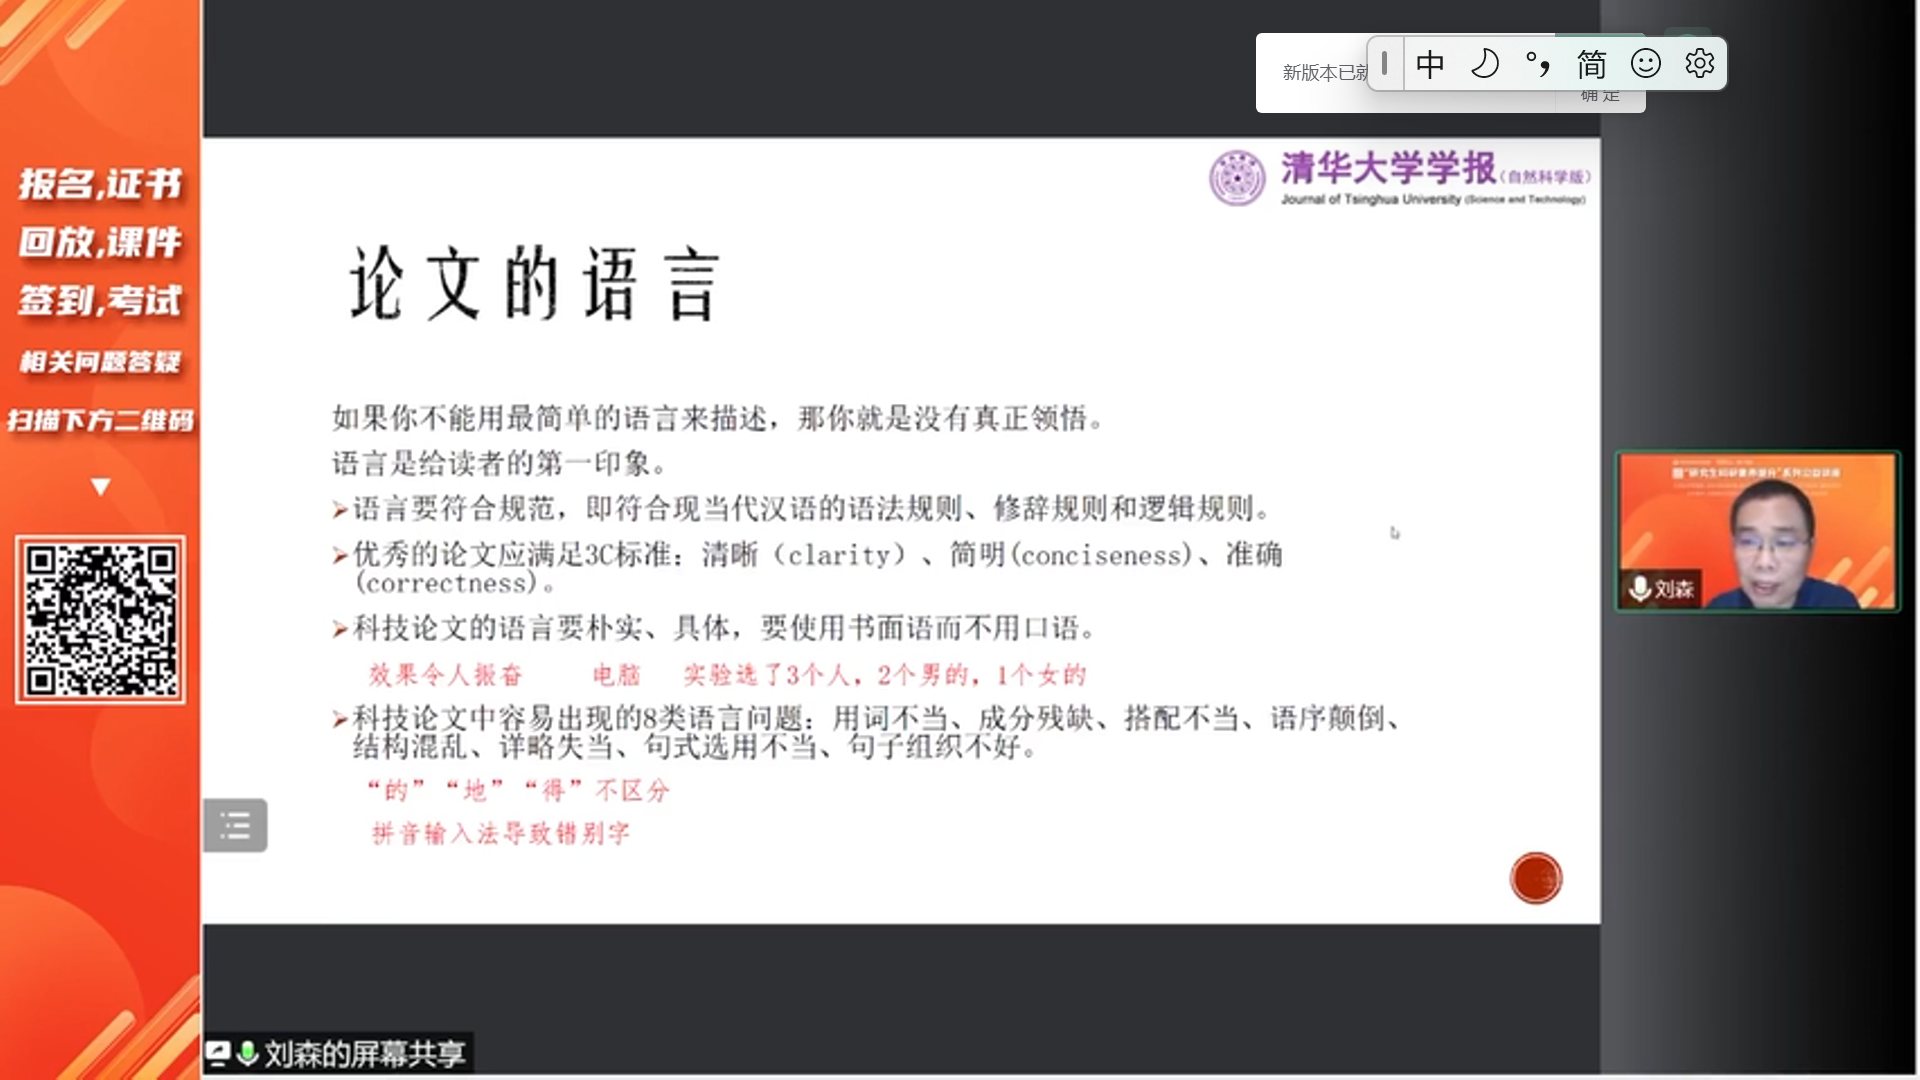 报名,证书
回放,课件
签到,考试
相关问题答疑
扫描下方二维码
新版本已就
中 简
确 定
清华大学学报（自然科学版）
Journal of Tsinghua University (Science and Technology)
论文的语言
如果你不能用最简单的语言来描述，那你就是没有真正领悟。
语言是给读者的第一印象。
➢语言要符合规范，即符合现当代汉语的语法规则、修辞规则和逻辑规则。
➢优秀的论文应满足3C标准：清晰（clarity）、简明(conciseness)、准确
(correctness)。
➢科技论文的语言要朴实、具体，要使用书面语而不用口语。
效果令人振奋 电脑 实验选了3个人，2个男的，1个女的
➢科技论文中容易出现的8类语言问题：用词不当、成分残缺、搭配不当、语序颠倒、
结构混乱、详略失当、句式选用不当、句子组织不好。
“的”“地”“得”不区分
拼音输入法导致错别字
刘森
刘森的屏幕共享